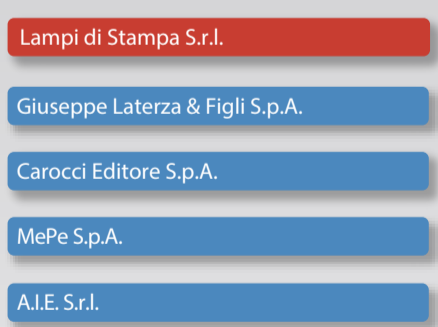 Lampi di Stampa S.r.l.
Giuseppe Laterza & Figli S.p.A.
Carocci Editore S.p.A.
MePe S.p.A.
A.I.E. S.r.l.